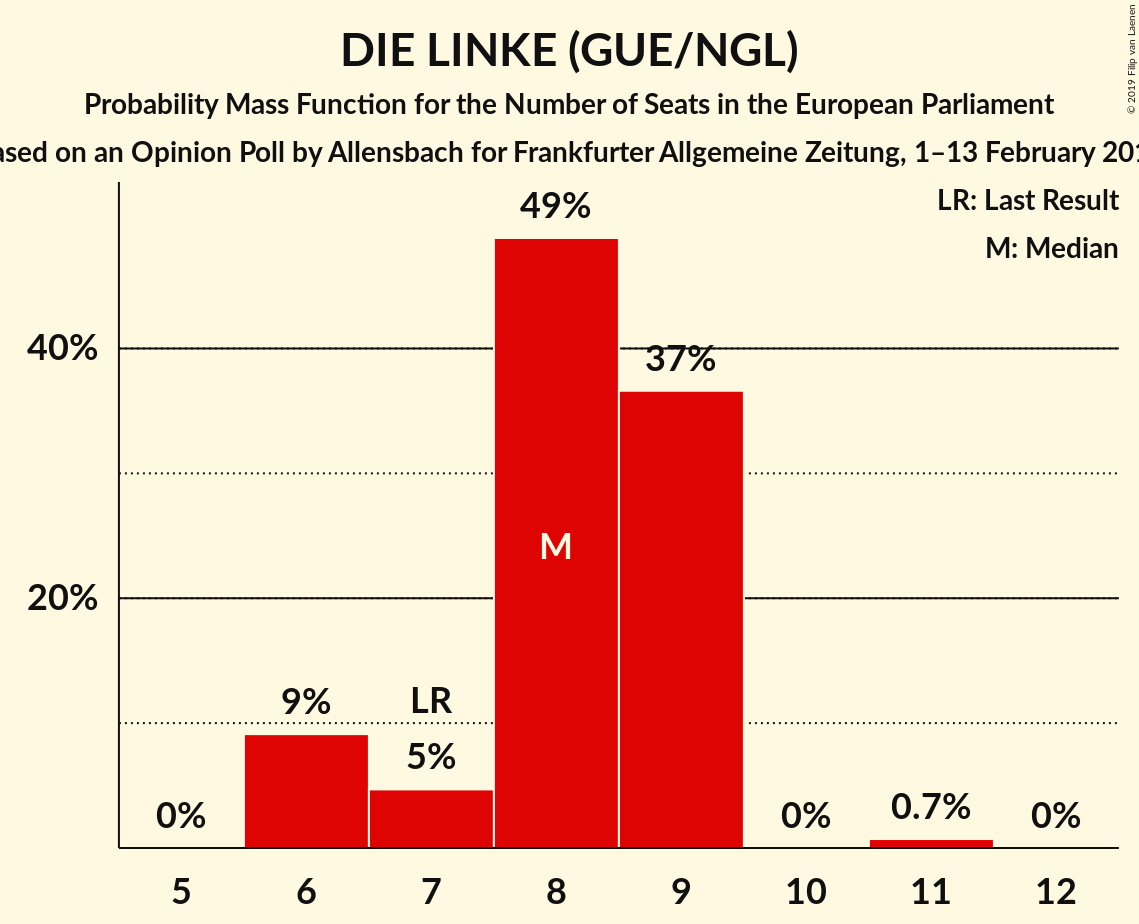 DIE LINKE (GUE/NGL)
Probability Mass Function for the Number of Seats in the European Parliament
on an Opinion Poll by Allensbach for Frankfurter Allgemeine Zeitung, 1–13 February
© 2019 Filip van Laenen
LR: Last Result
M: Median
49%
40%
37%
M
20%
9%
LR
5%
0%
0%
0.7%
0%
5 6 7 8 9 10 11 12